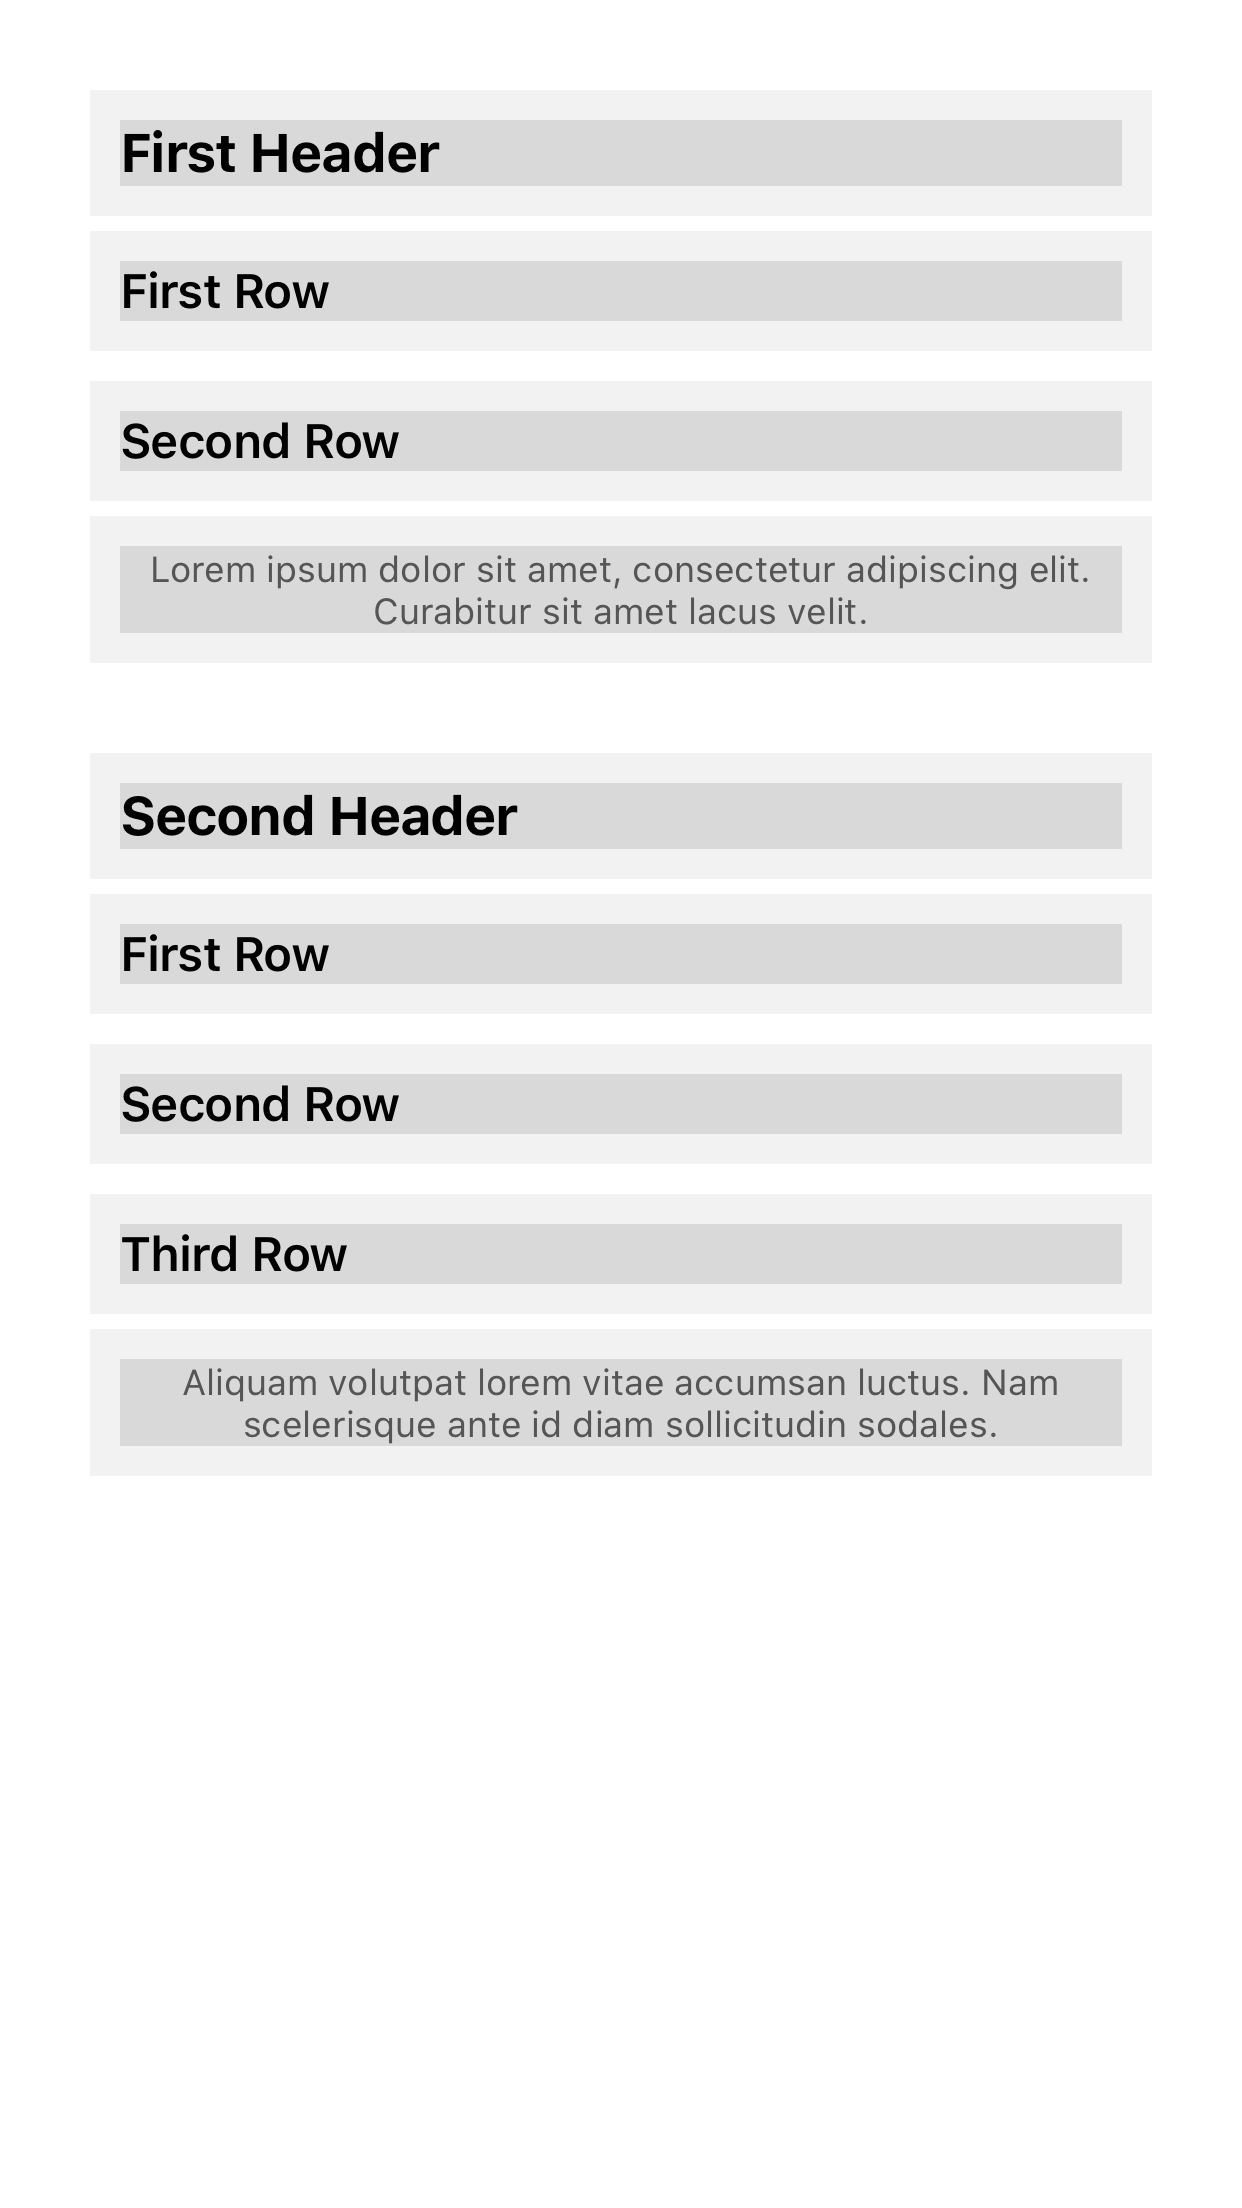 First Header
First Row
Second Row
Lorem ipsum dolor sit amet, consectetur adipiscing elit.
Curabitur sit amet lacus velit.
Second Header
First Row
Second Row
Third Row
Aliquam volutpat lorem vitae accumsan luctus. Nam
scelerisque ante id diam sollicitudin sodales.